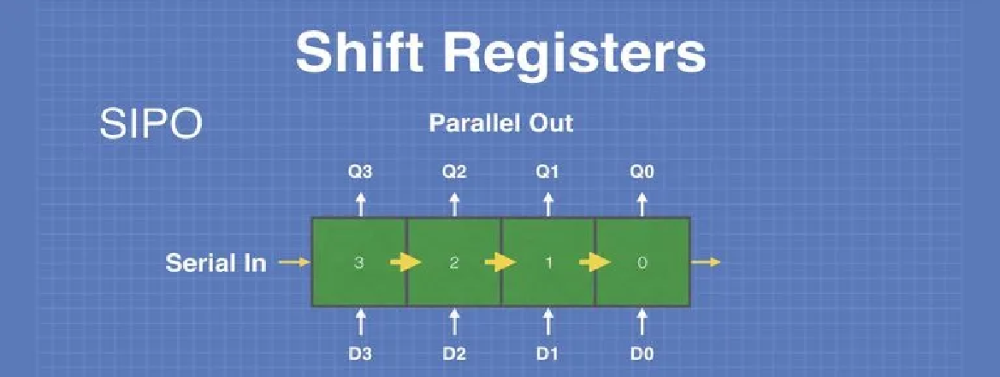 Shift Registers
SIPO
Parallel Out
Q3 Q2 Q1 Q0
Serial In 3 2 1 0
D3 D2 D1 D0